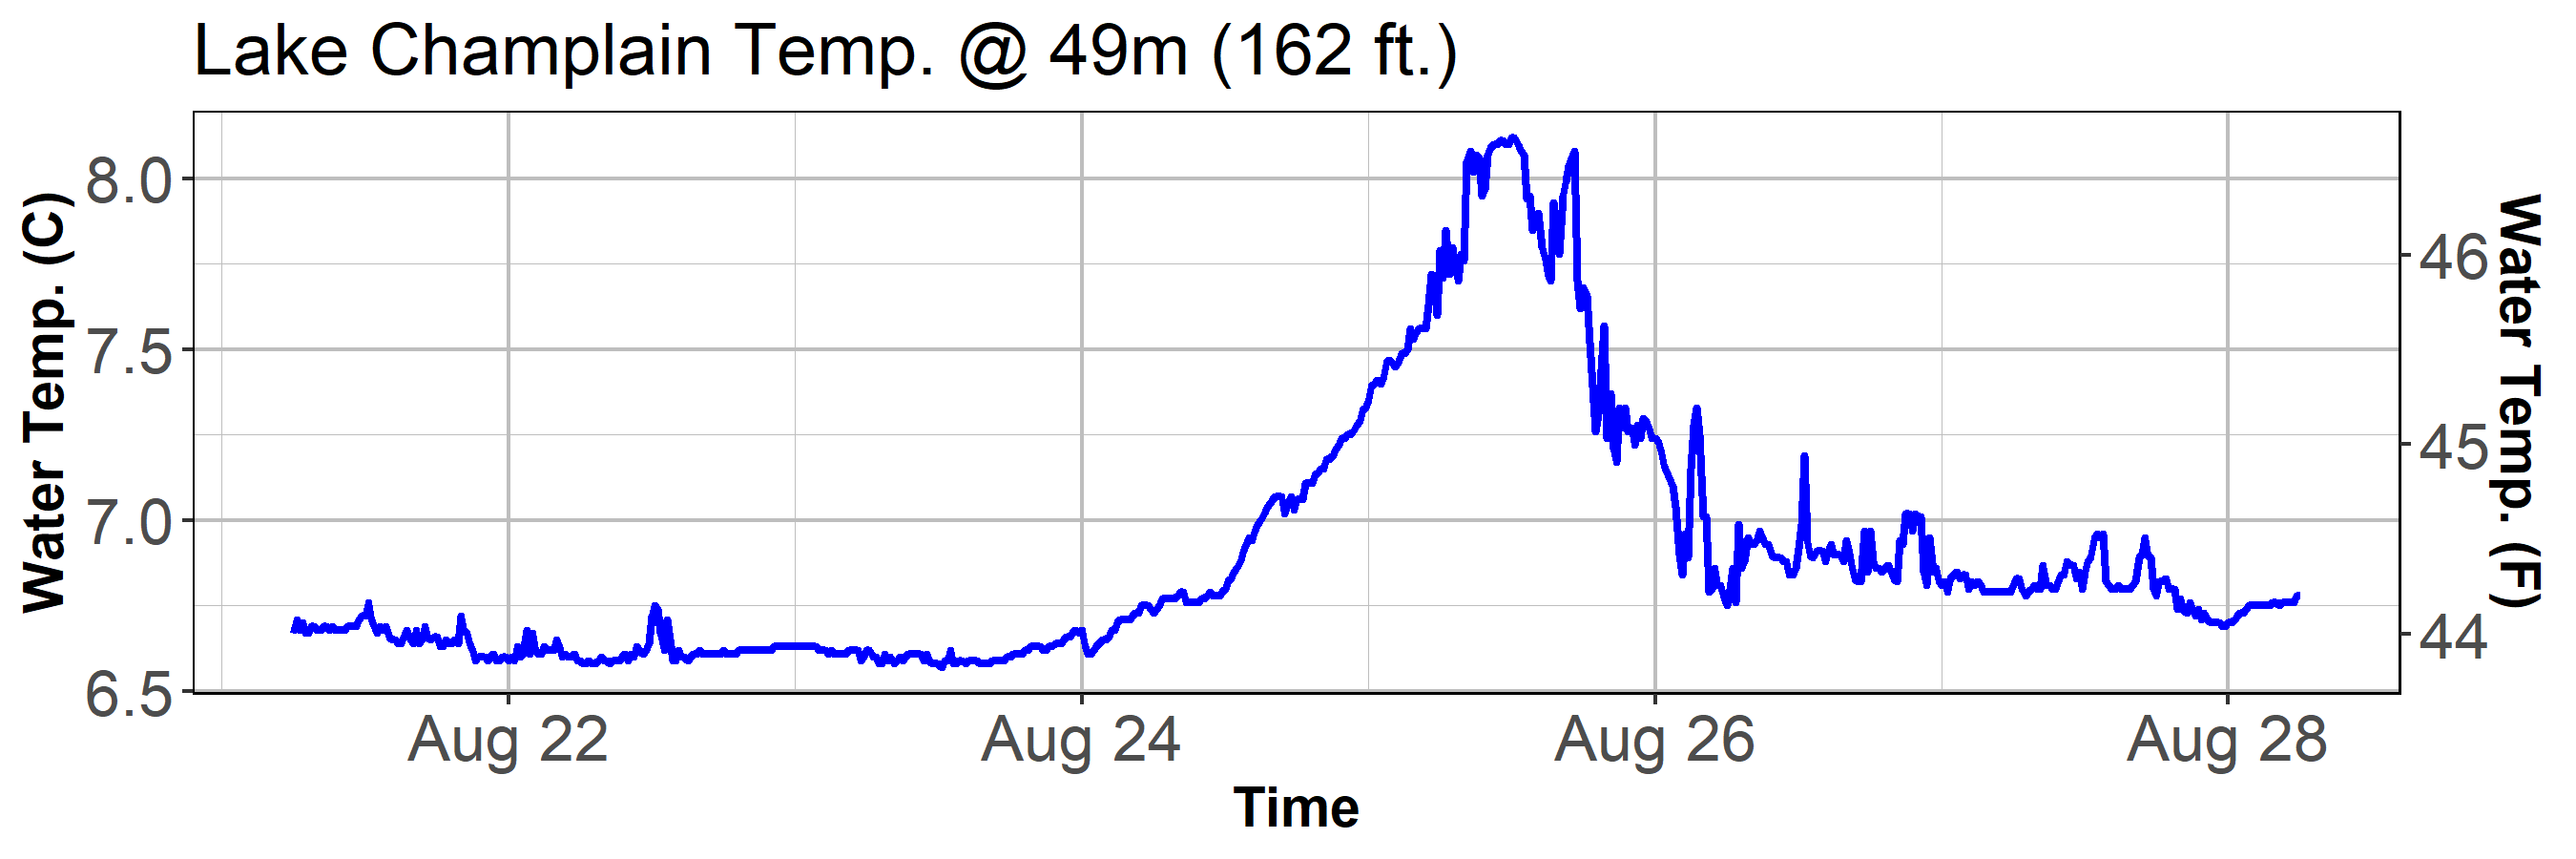 Lake Champlain Temp. @ 49m (162 ft.)
Water Temp. (C)
8.0
7.5
7.0
6.5
46
45
44
Water Temp. (F)
Aug 22
Aug 24
Aug 26
Aug 28
Time